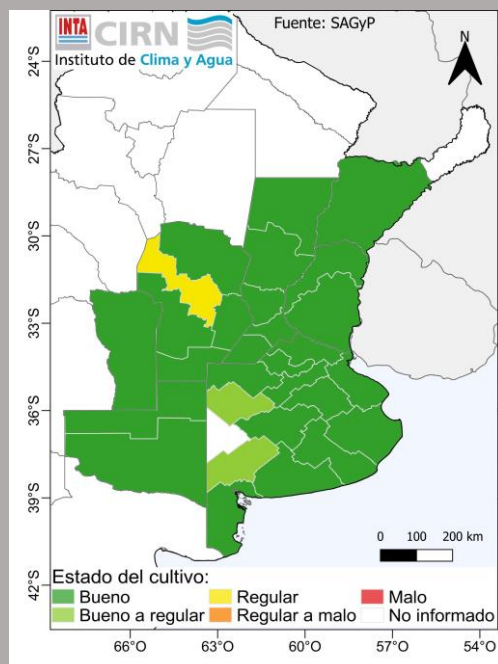 INTA CIRN
Instituto de Clima y Agua
Fuente: SAGyP
N
24°S
27°S
30°S
33°S
36°S
39°S
42°S
0 100 200 km
Estado del cultivo:
Bueno Regular Malo
Bueno a regular Regular a malo No informado
66°O 63°O 60°O 57°O 54°O